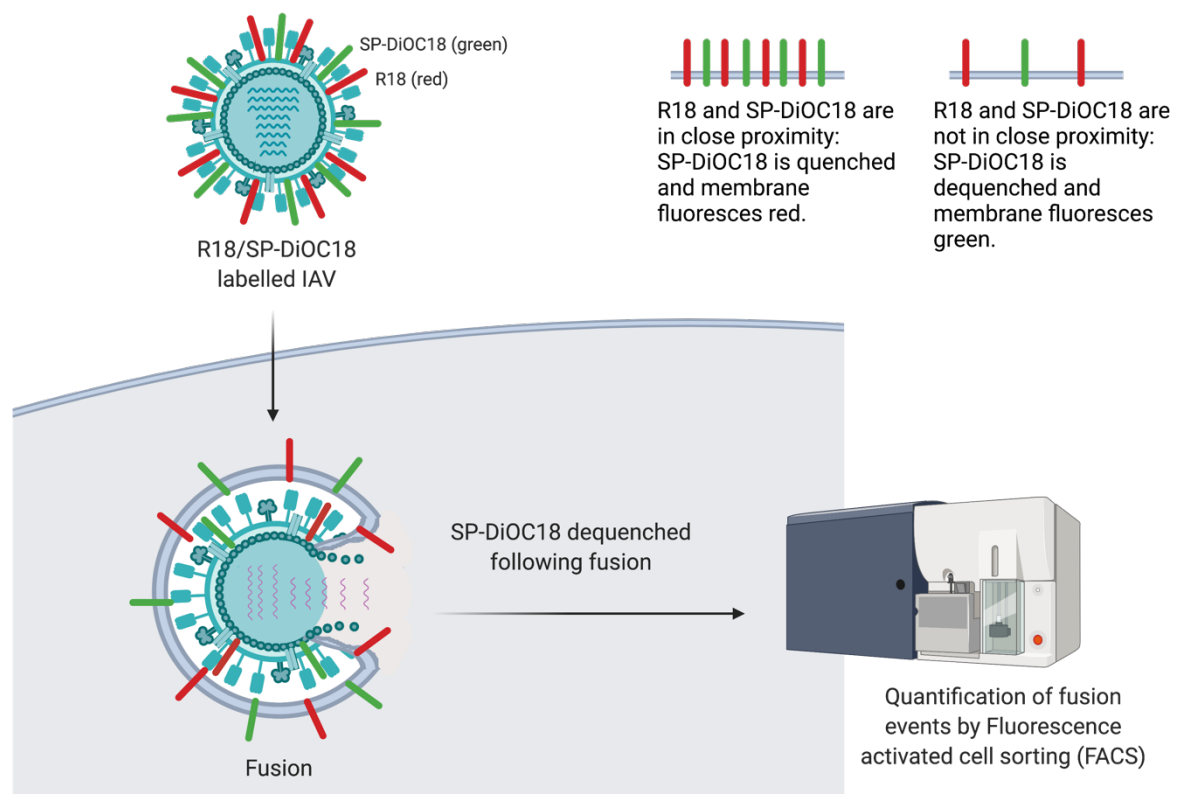 SP-DiOC18 (green)
R18 (red)
R18/SP-DiOC18
labelled IAV
R18 and SP-DiOC18 are
in close proximity:
SP-DiOC18 is quenched
and membrane
fluoresces red.
R18 and SP-DiOC18 are
not in close proximity:
SP-DiOC18 is
dequenched and
membrane fluoresces
green.
SP-DiOC18 dequenched
following fusion
Fusion
Quantification of fusion
events by Fluorescence
activated cell sorting (FACS)